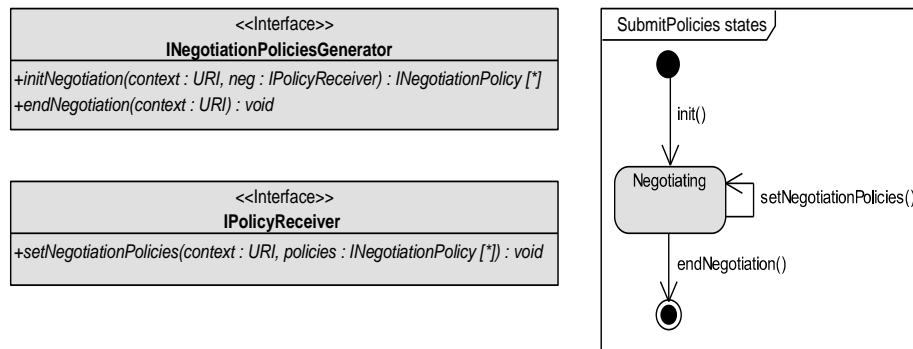 <<Interface>>
INegotiationPoliciesGenerator
+initNegotiation(context : URI, neg : IPolicyReceiver) : INegotiationPolicy [*]
+endNegotiation(context : URI) : void
<<Interface>>
IPolicyReceiver
+setNegotiationPolicies(context : URI, policies : INegotiationPolicy [*]) : void
SubmitPolicies states
init()
Negotiating
setNegotiationPolicies()
endNegotiation()